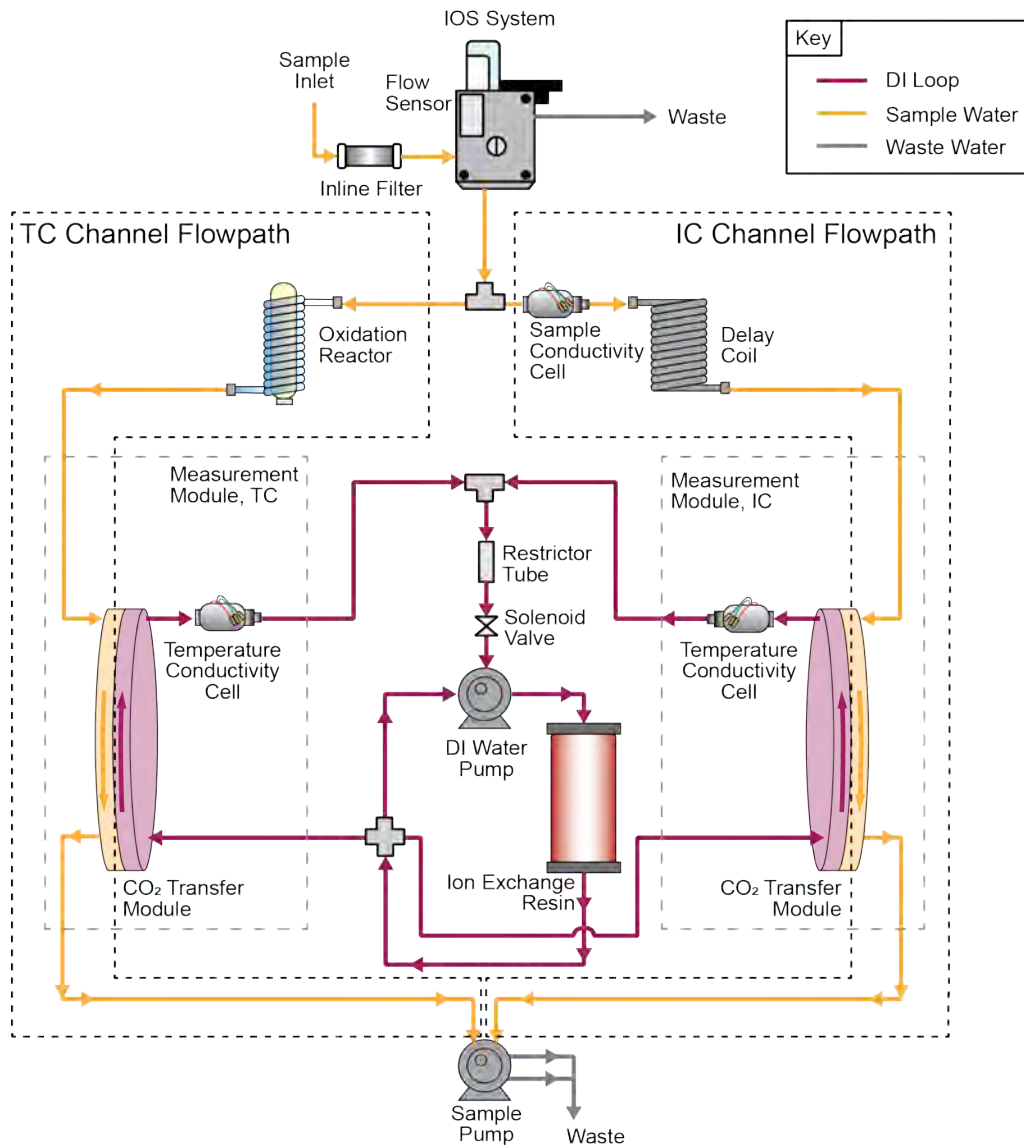 IOS System
Sample
Inlet
Flow
Sensor
Waste
Inline Filter
Key
DI Loop
Sample Water
Waste Water
TC Channel Flowpath
IC Channel Flowpath
Oxidation
Reactor
Sample
Conductivity
Cell
Delay
Coil
Measurement
Module, TC
Measurement
Module, IC
Restrictor
Tube
Solenoid
Valve
Temperature
Conductivity
Cell
Temperature
Conductivity
Cell
DI Water
Pump
Ion Exchange
Resin
CO₂ Transfer
Module
CO₂ Transfer
Module
Sample
Pump
Waste